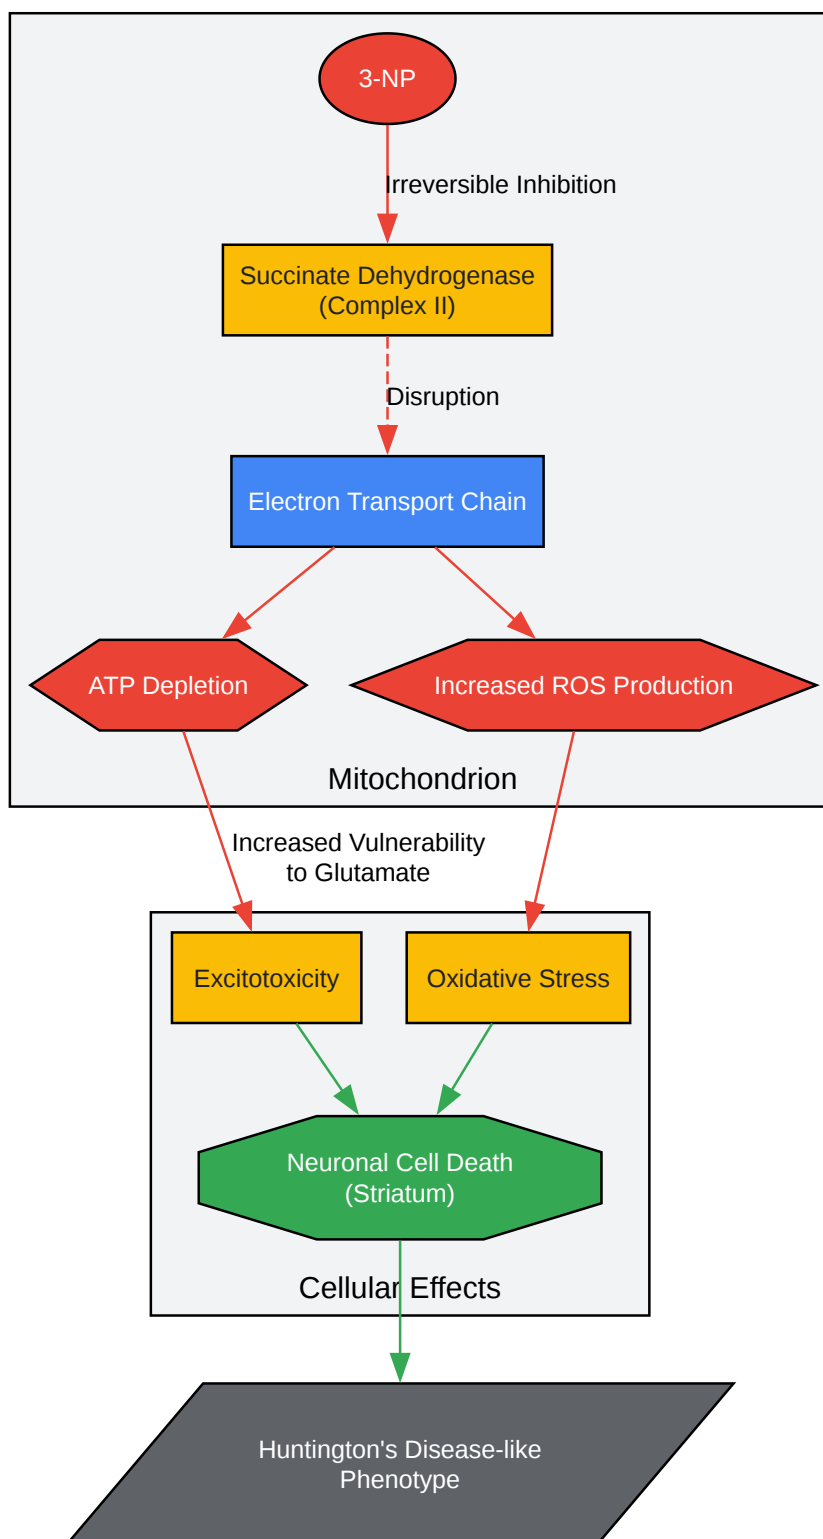 3-NP
Irreversible Inhibition
Succinate Dehydrogenase
(Complex II)
Disruption
Electron Transport Chain
ATP Depletion
Increased ROS Production
Mitochondrion
Increased Vulnerability
to Glutamate
Excitotoxicity
Oxidative Stress
Neuronal Cell Death
(Striatum)
Cellular Effects
Huntington's Disease-like
Phenotype